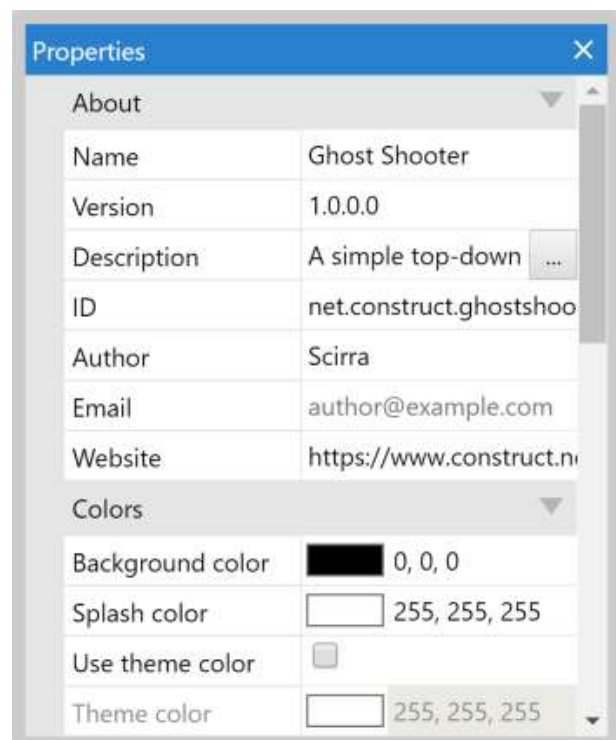 Properties
About
Name Ghost Shooter
Version 1.0.0.0
Description A simple top-down ...
ID net.construct.ghostshoo
Author Scirra
Email author@example.com
Website https://www.construct.n
Colors
Background color 0, 0, 0
Splash color 255, 255, 255
Use theme color
Theme color 255, 255, 255